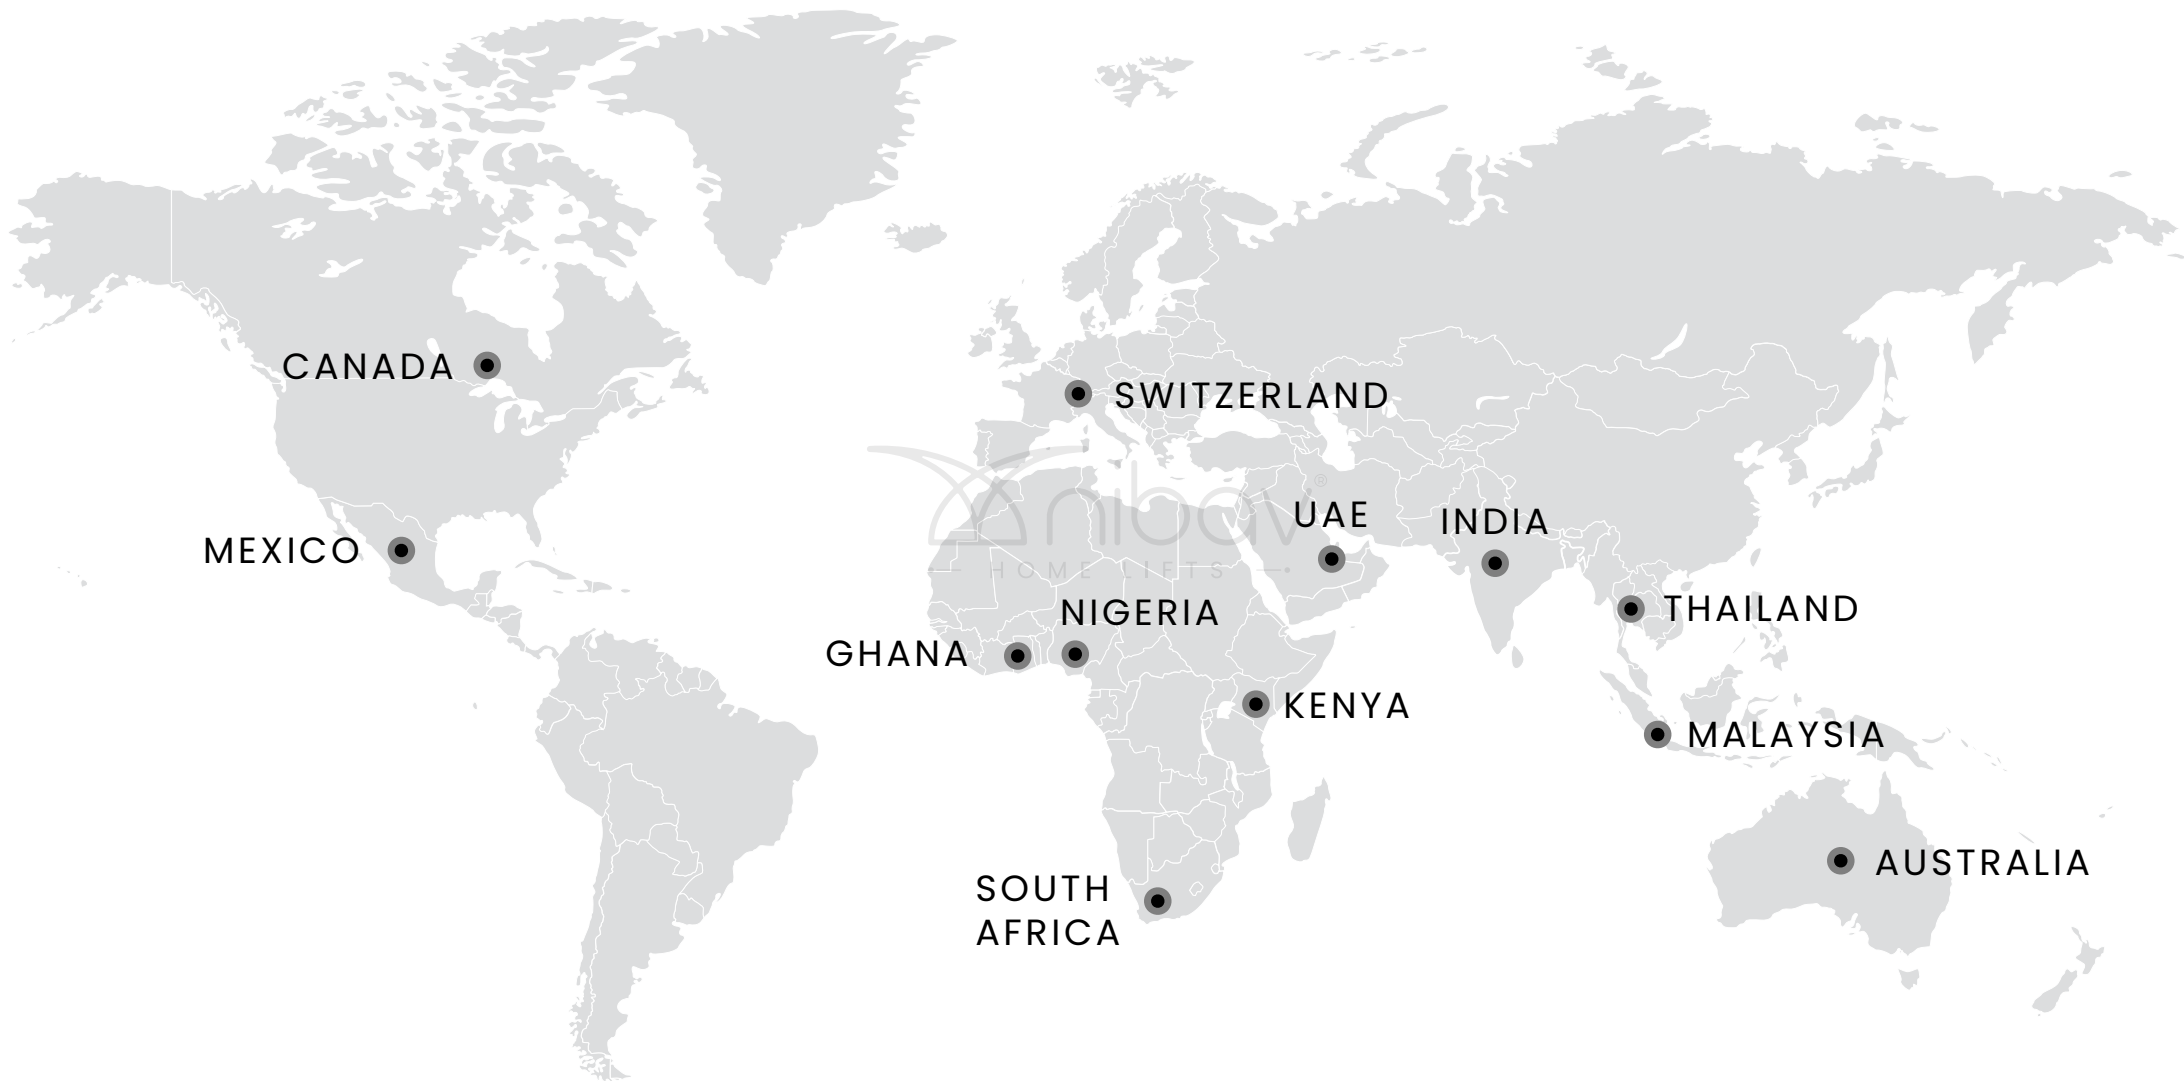 CANADA
SWITZERLAND
nibav®
UAE
INDIA
MEXICO
HOME LIFTS
THAILAND
NIGERIA
GHANA
KENYA
MALAYSIA
AUSTRALIA
SOUTH
AFRICA